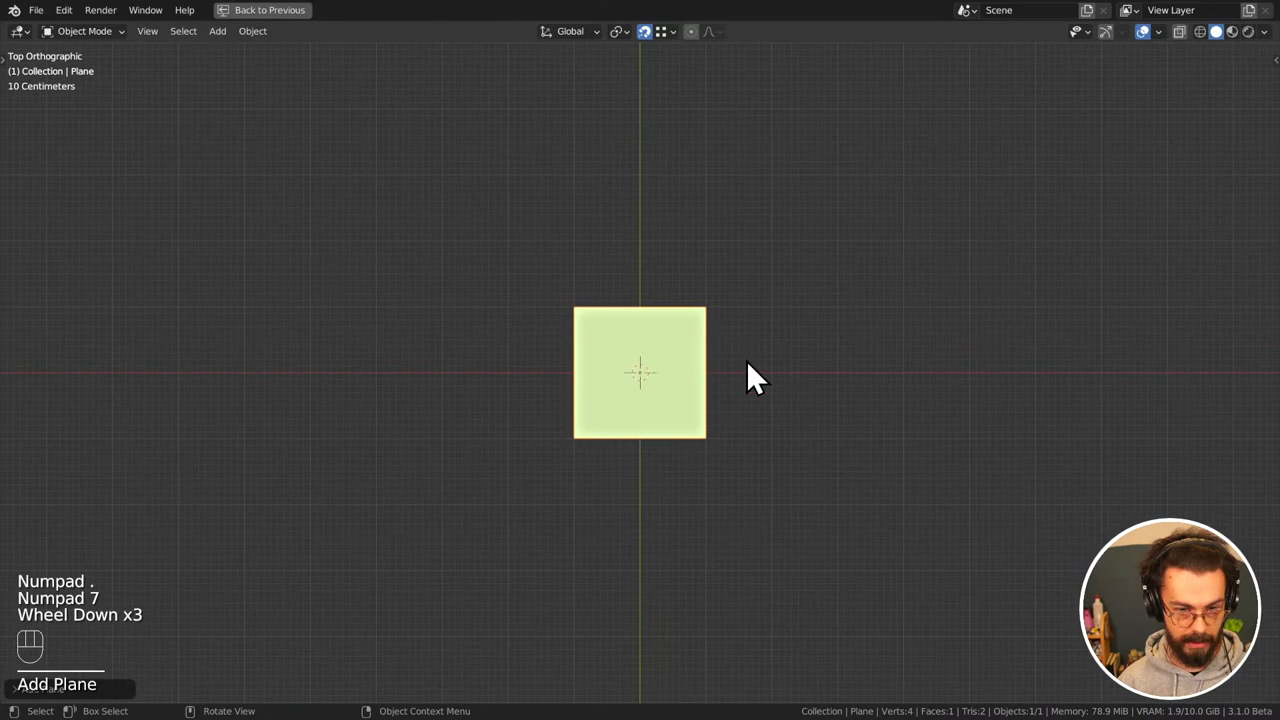 File Edit Render Window Help Back to Previous Scene View Layer
Object Mode View Select Add Object Global
Top Orthographic
(1) Collection | Plane
10 Centimeters
Numpad .
Numpad 7
Wheel Down x3
Add Plane
Select Box Select Rotate View Object Context Menu Collection | Plane | Verts:4 | Faces:1 | Tris:2 | Objects:1/1 | Memory: 78.9 MiB | VRAM: 1.9/10.0 GiB | 3.1.0 Beta